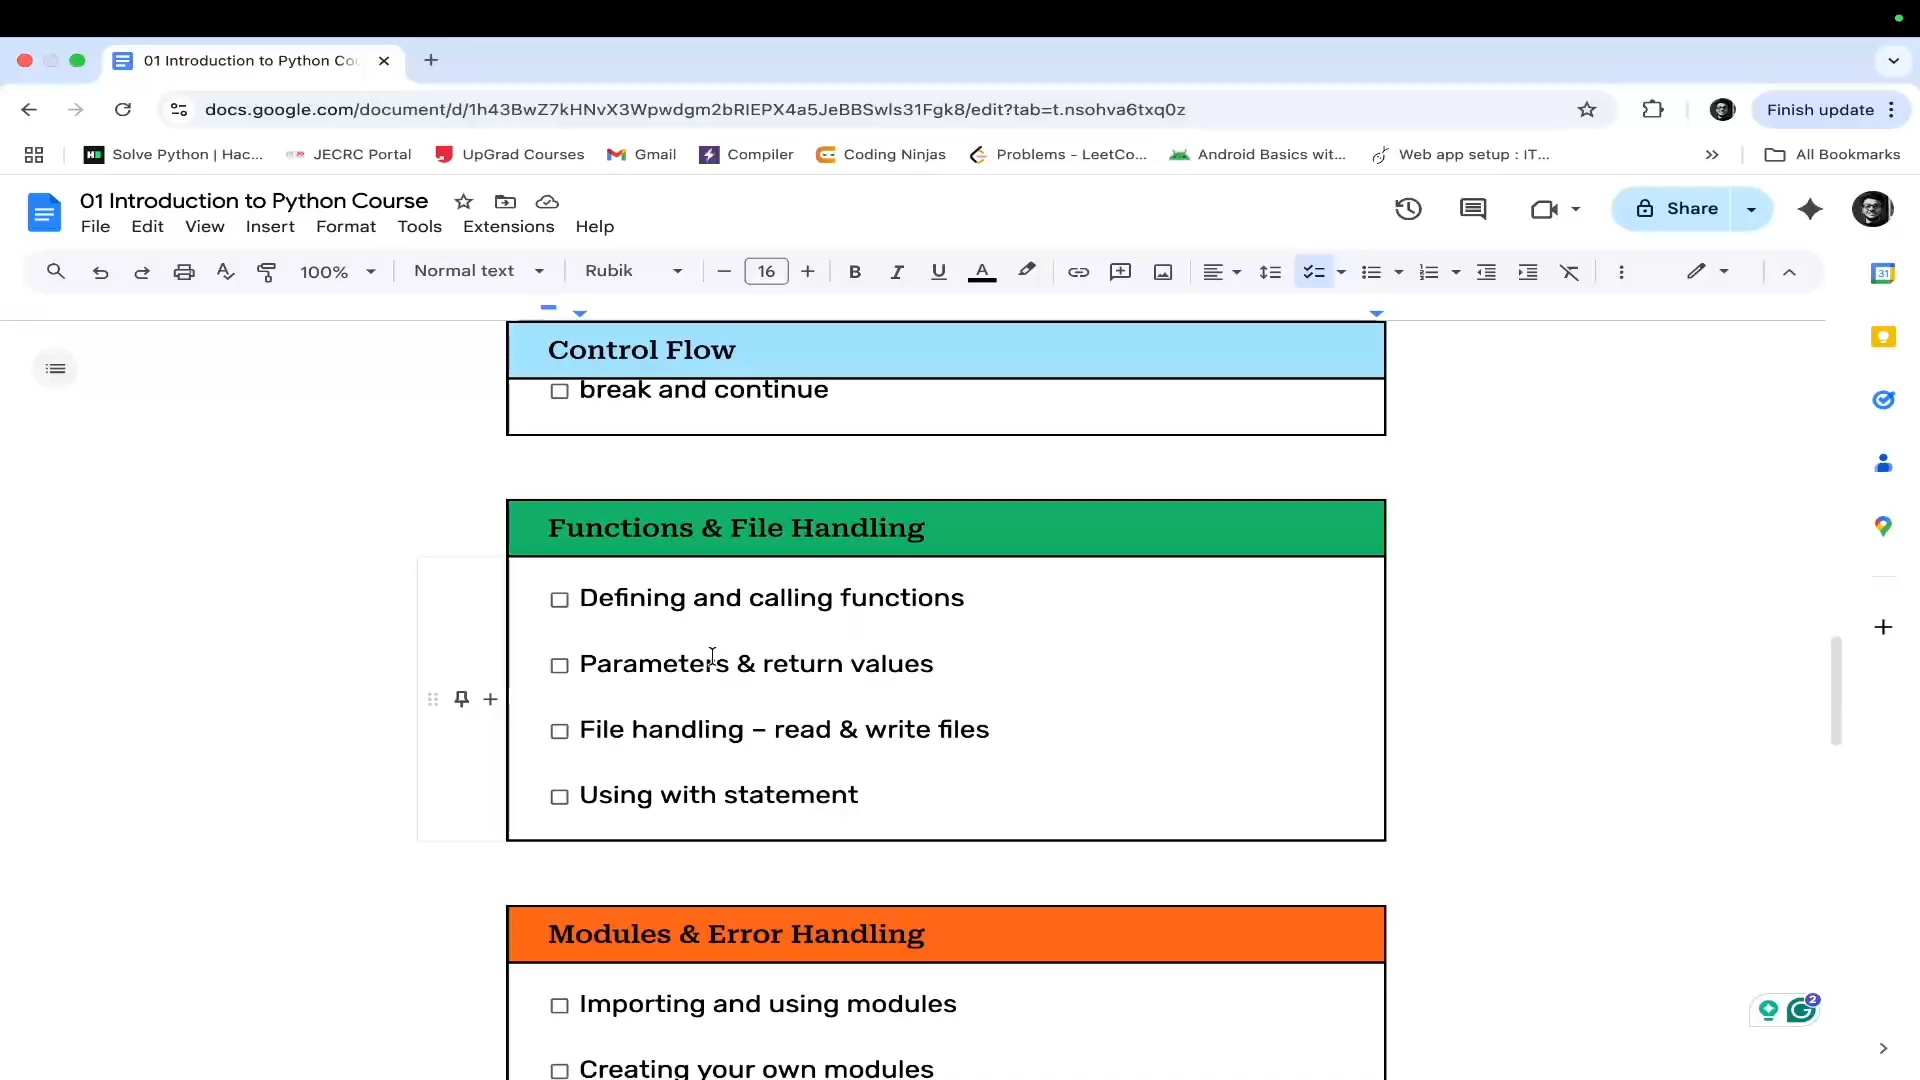 01 Introduction to Python Cou
docs.google.com/document/d/1h43BwZ7kHNvX3Wpwdgm2bRlEPX4a5JeBBSwls31Fgk8/edit?tab=t.nsohva6txq0z
Finish update
Solve Python | Hac...
JECRC Portal
UpGrad Courses
Gmail
Compiler
Coding Ninjas
Problems - LeetCo...
Android Basics wit...
Web app setup : IT...
All Bookmarks
01 Introduction to Python Course
File Edit View Insert Format Tools Extensions Help
Share
100% Normal text Rubik 16 B I U A
31
Control Flow
break and continue
Functions & File Handling
Defining and calling functions
Parameters & return values
File handling – read & write files
Using with statement
Modules & Error Handling
Importing and using modules
Creating your own modules
2